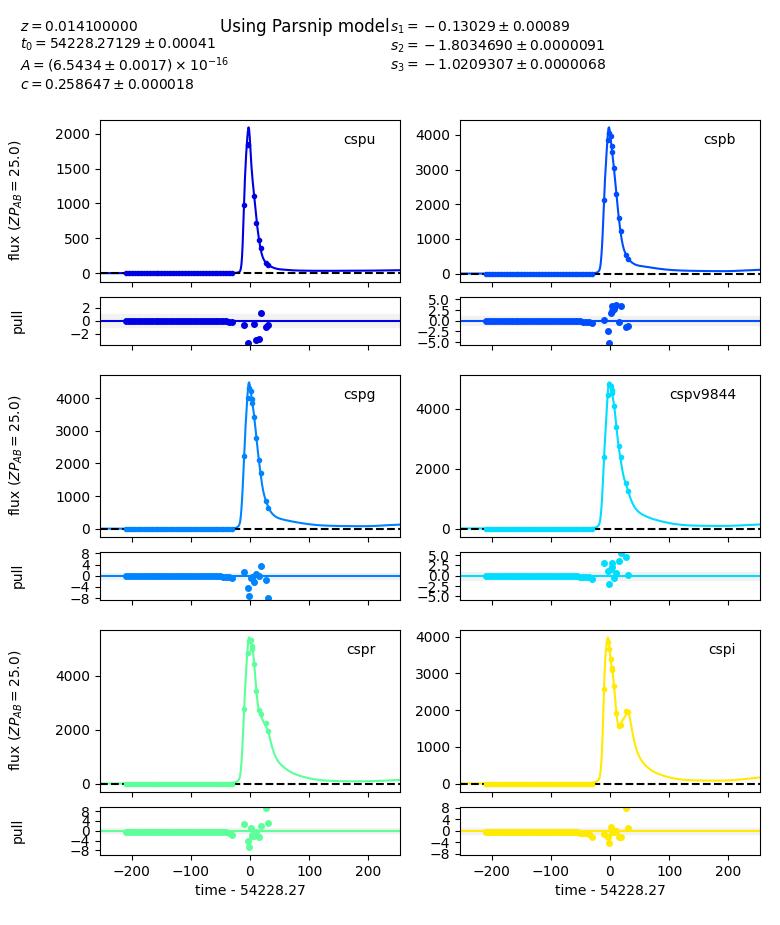 Using Parsnip model
z = 0.014100000
t₀ = 54228.27129 ± 0.00041
A = (6.5434 ± 0.0017) × 10⁻¹⁶
c = 0.258647 ± 0.000018
s₁ = −0.13029 ± 0.00089
s₂ = −1.8034690 ± 0.0000091
s₃ = −1.0209307 ± 0.0000068
flux (ZP_AB = 25.0)
2000
1500
1000
500
0
cspu
4000
3000
2000
1000
0
cspb
pull
2
0
−2
5.0
2.5
0.0
−2.5
−5.0
flux (ZP_AB = 25.0)
4000
3000
2000
1000
0
cspg
4000
2000
0
cspv9844
pull
8
4
0
−4
−8
5.0
2.5
0.0
−2.5
−5.0
flux (ZP_AB = 25.0)
4000
2000
0
cspr
4000
3000
2000
1000
0
cspi
pull
8
4
0
−4
−8
8
4
0
−4
−8
−200 −100 0 100 200
−200 −100 0 100 200
time - 54228.27
time - 54228.27